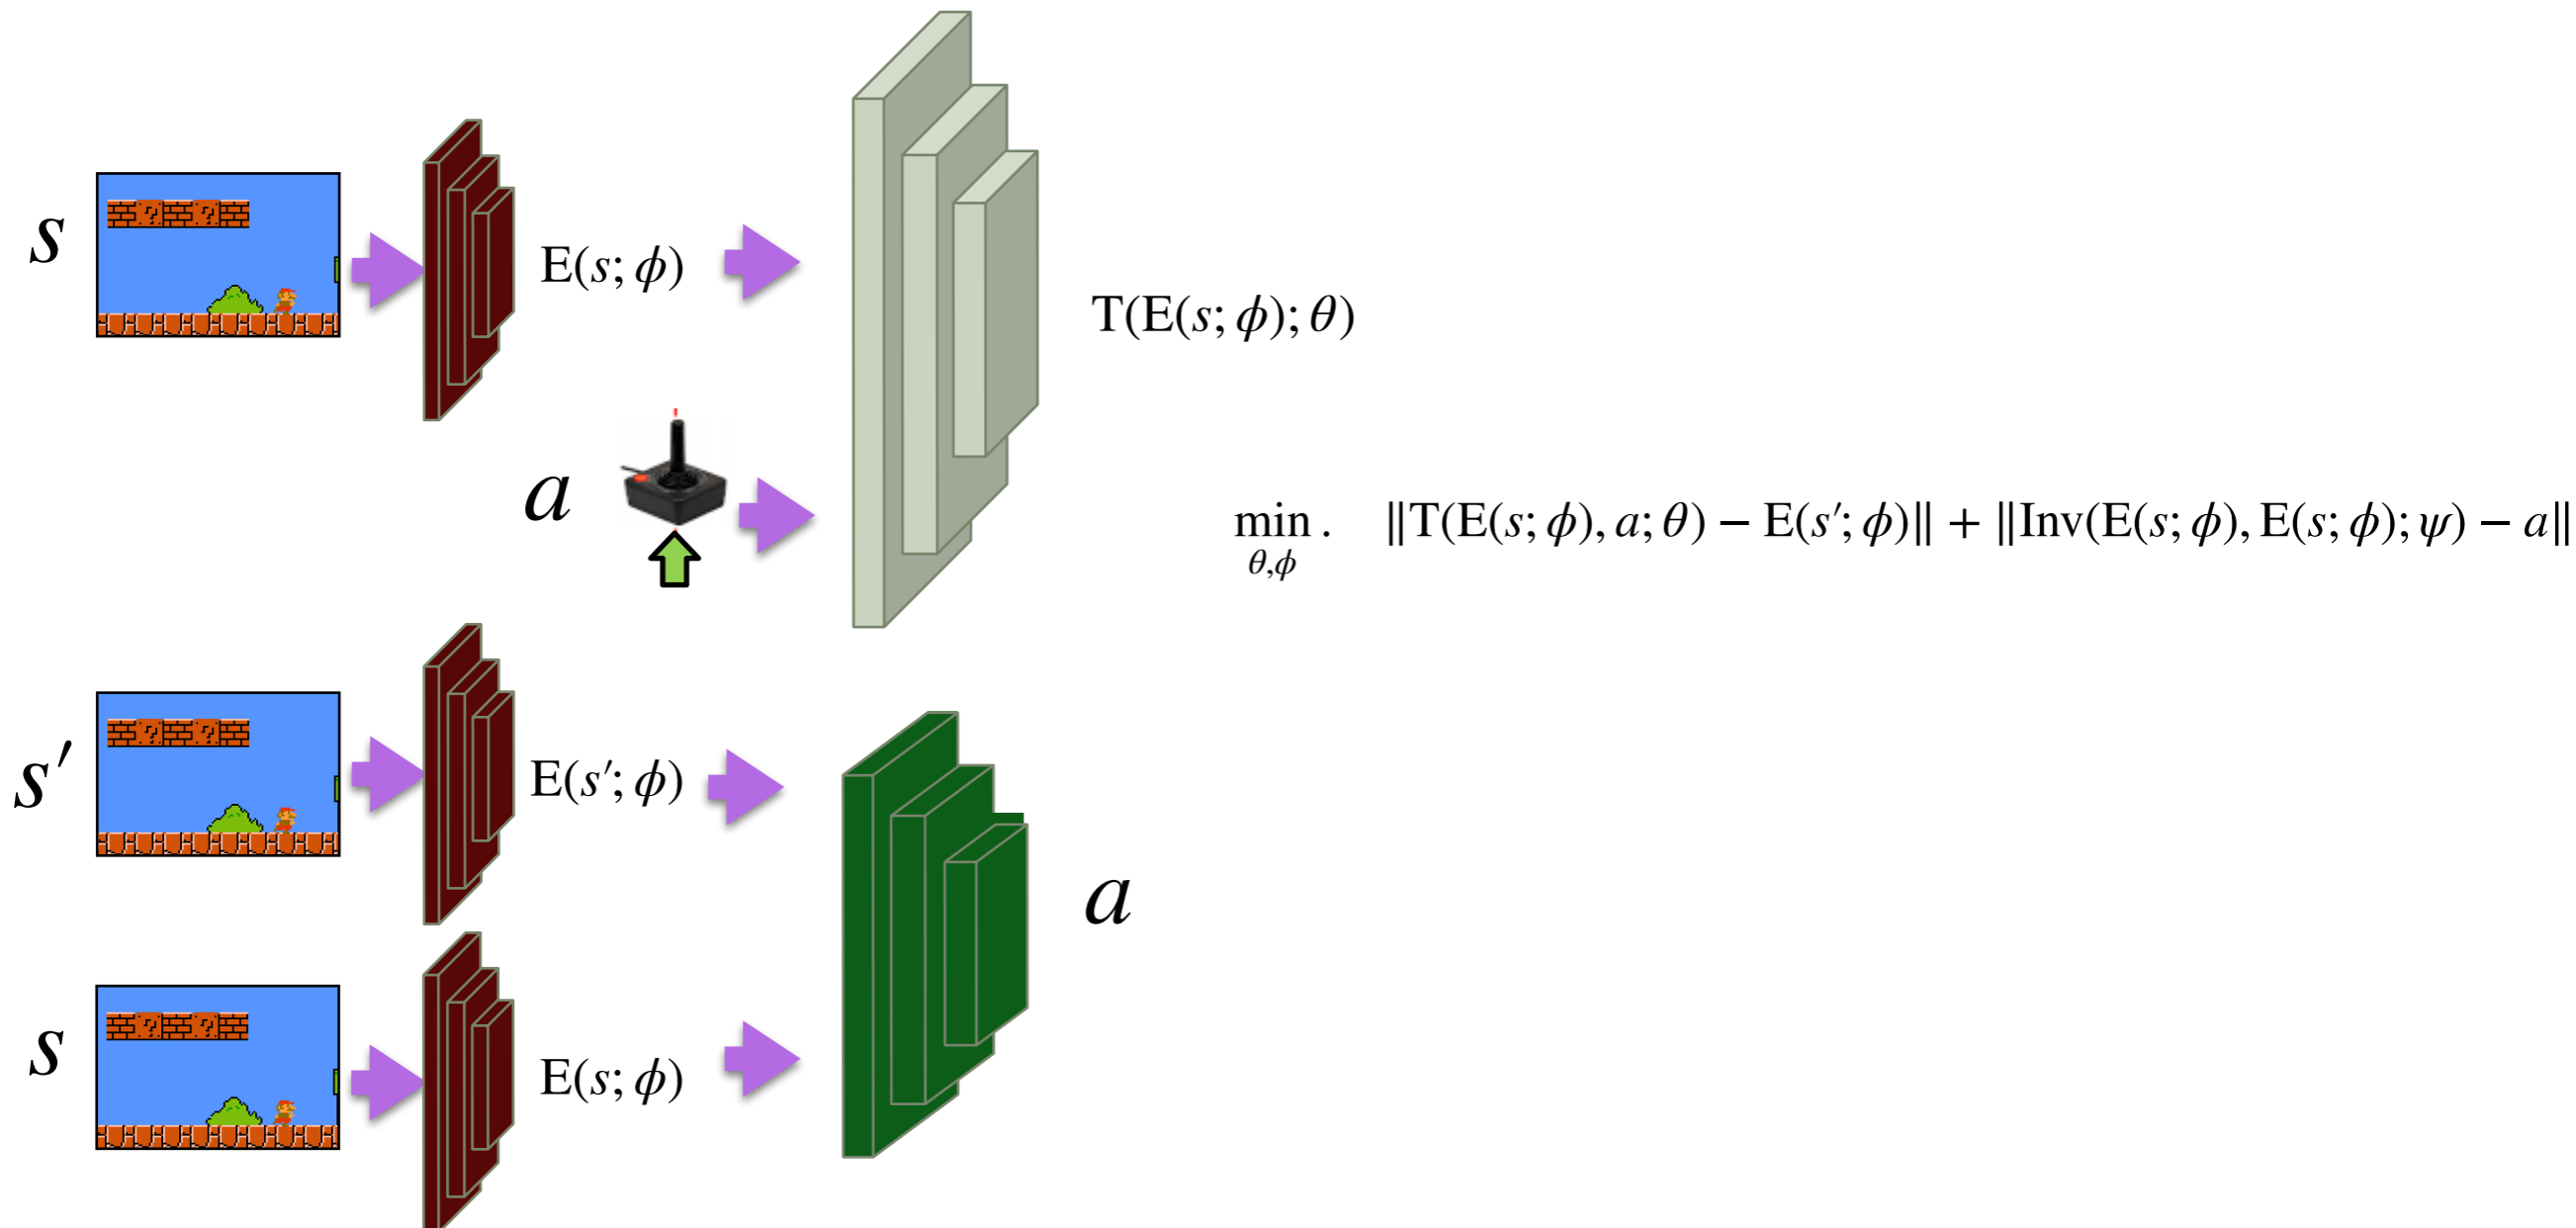 s
E(s; ϕ)
T(E(s; ϕ); θ)
a
min . ‖T(E(s; ϕ), a; θ) − E(s′; ϕ)‖ + ‖Inv(E(s; ϕ), E(s; ϕ); ψ) − a‖
θ,ϕ
s′
E(s′; ϕ)
a
s
E(s; ϕ)
? ?
? ?
? ?